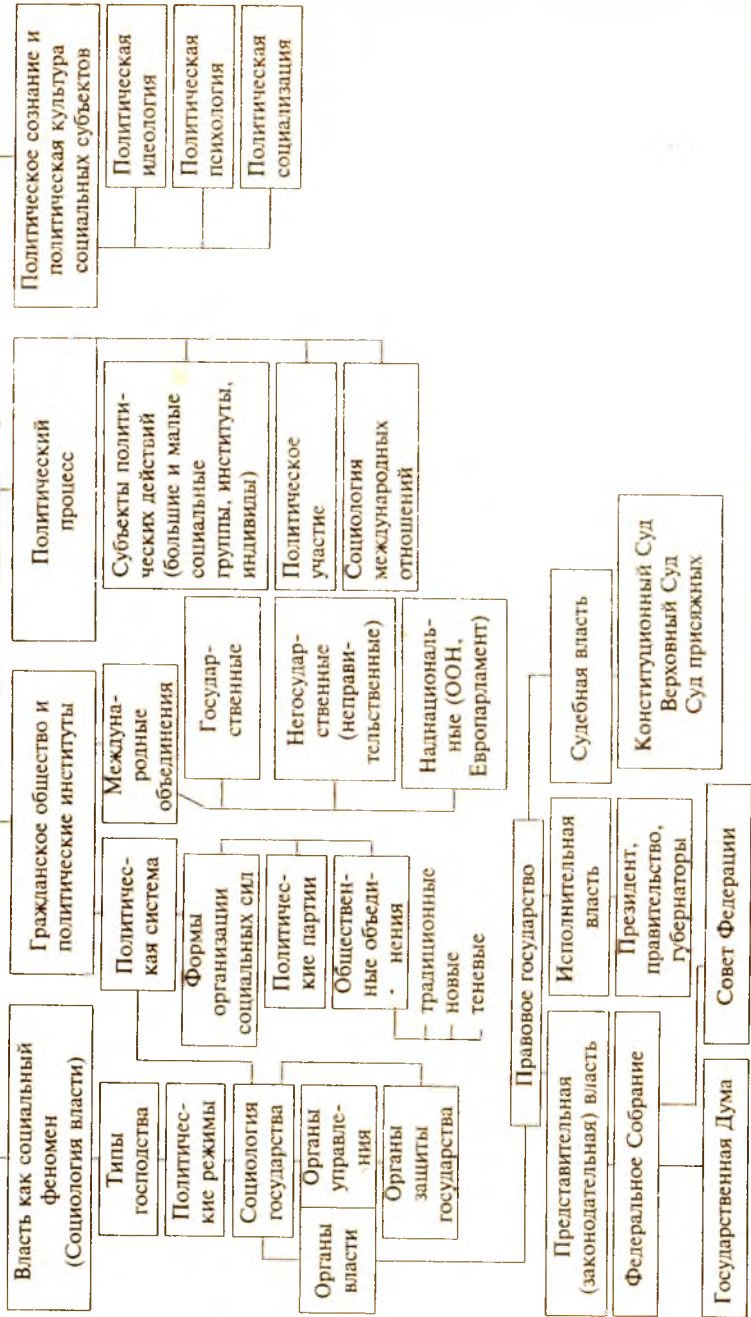 Власть как социальный
феномен
(Социология власти)
Типы
господства
Политичес-
кие режимы
Социология
государства
Органы
власти
Органы
управле-
ния
Органы
защиты
государства
Гражданское общество и
политические институты
Политичес-
кая система
Формы
организации
социальных сил
Политичес-
кие партии
Обществен-
ные объеди-
нения
традиционные
новые
теневые
Междуна-
родные
объединения
Государ-
ственные
Негосудар-
ственные
(неправи-
тельственные)
Наднациональ-
ные (ООН,
Европарламент)
Политический
процесс
Субъекты полити-
ческих действий
(большие и малые
социальные
группы, институты,
индивиды)
Политическое
участие
Социология
международных
отношений
Политическое сознание и
политическая культура
социальных субъектов
Политическая
идеология
Политическая
психология
Политическая
социализация
Правовое государство
Представительная
(законодательная) власть
Федеральное Собрание
Государственная Дума
Совет Федерации
Исполнительная
власть
Президент,
правительство,
губернаторы
Судебная власть
Конституционный Суд
Верховный Суд
Суд присяжных